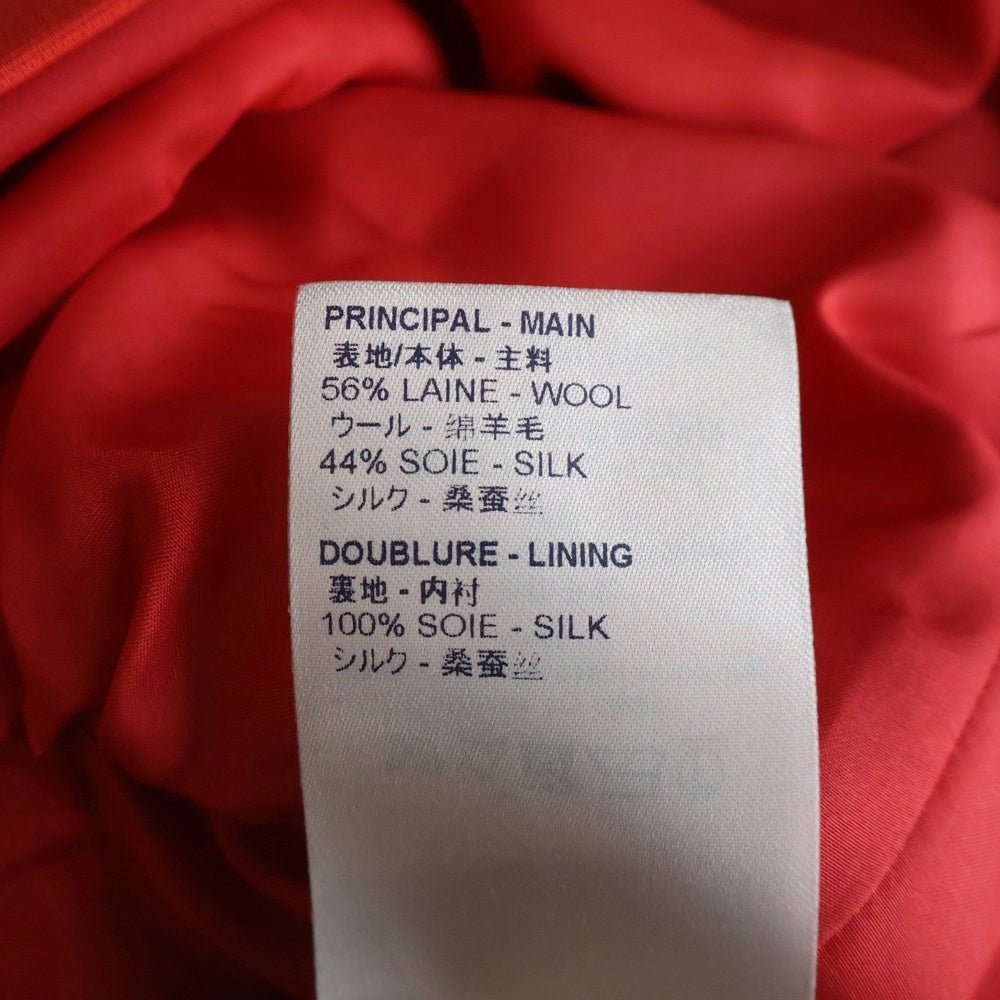 PRINCIPAL - MAIN
表地/本体 - 主料
56% LAINE - WOOL
ウール - 绵羊毛
44% SOIE - SILK
シルク - 桑蚕丝
DOUBLURE - LINING
裏地 - 内衬
100% SOIE - SILK
シルク - 桑蚕丝